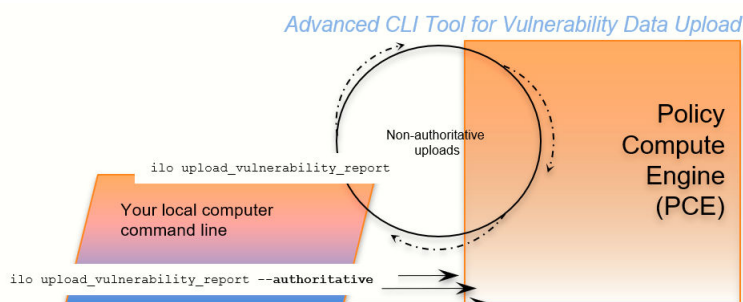 Advanced CLI Tool for Vulnerability Data Upload
Non-authoritative
uploads
Policy
Compute
Engine
(PCE)
ilo upload_vulnerability_report
Your local computer
command line
ilo upload_vulnerability_report --authoritative